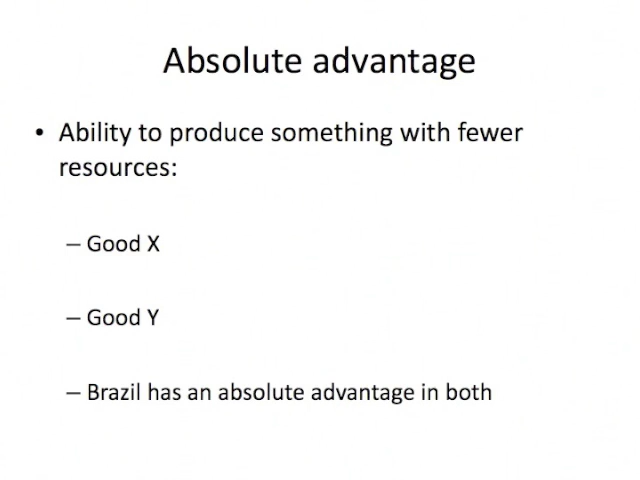 Absolute advantage
• Ability to produce something with fewer
resources:
– Good X
– Good Y
– Brazil has an absolute advantage in both